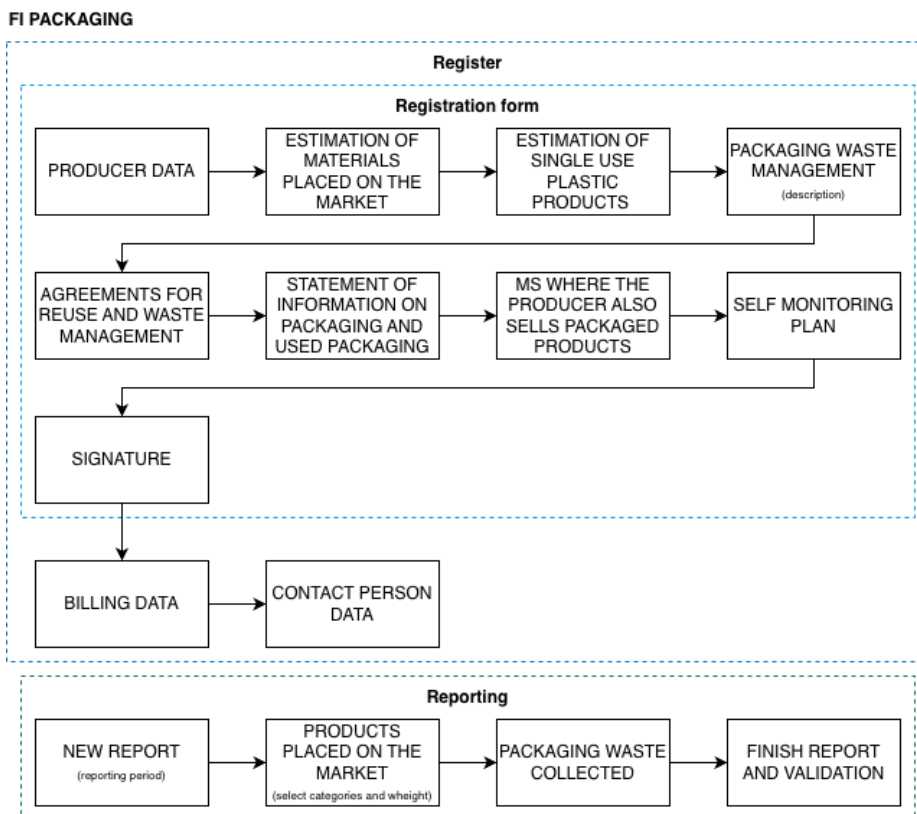 FI PACKAGING
Register
Registration form
PRODUCER DATA
ESTIMATION OF
MATERIALS
PLACED ON THE
MARKET
ESTIMATION OF
SINGLE USE
PLASTIC
PRODUCTS
PACKAGING WASTE
MANAGEMENT
(description)
AGREEMENTS FOR
REUSE AND WASTE
MANAGEMENT
STATEMENT OF
INFORMATION ON
PACKAGING AND
USED PACKAGING
MS WHERE THE
PRODUCER ALSO
SELLS PACKAGED
PRODUCTS
SELF MONITORING
PLAN
SIGNATURE
BILLING DATA
CONTACT PERSON
DATA
Reporting
NEW REPORT
(reporting period)
PRODUCTS
PLACED ON THE
MARKET
(select categories and wheight)
PACKAGING WASTE
COLLECTED
FINISH REPORT
AND VALIDATION